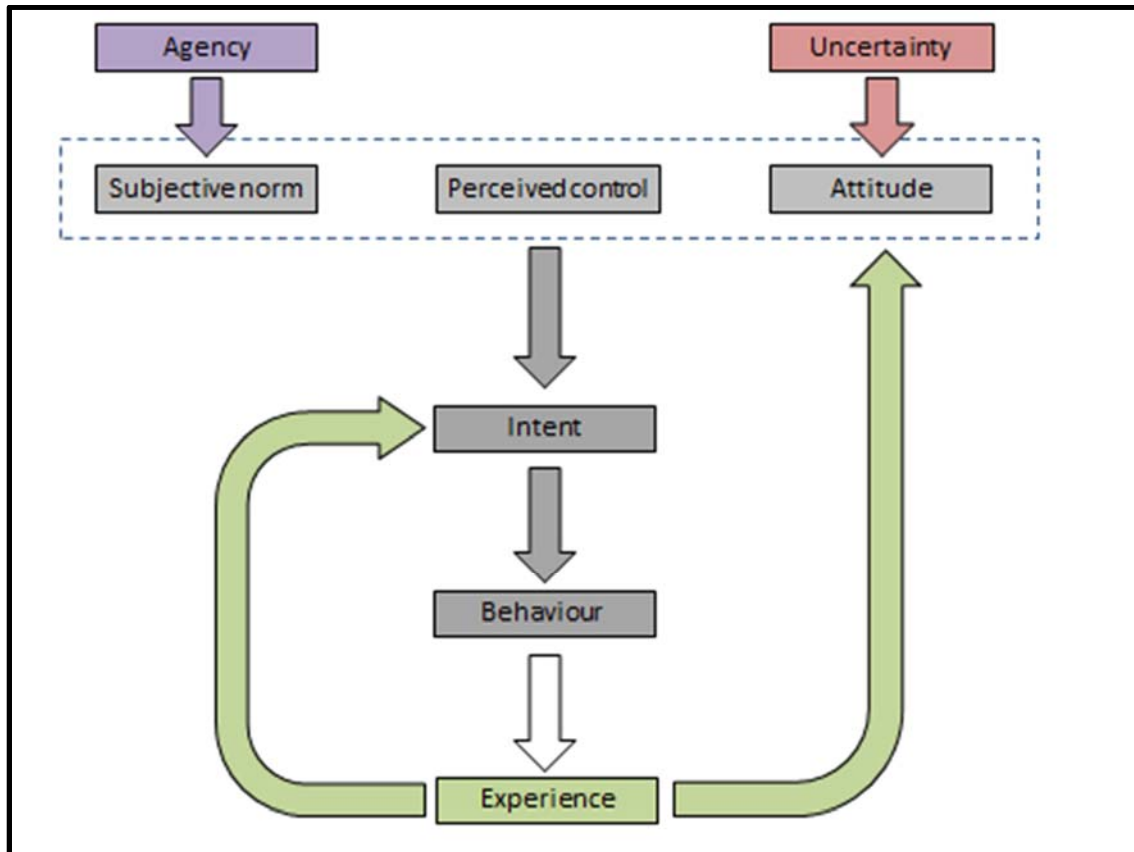 Agency
Uncertainty
Subjective norm
Perceived control
Attitude
Intent
Behaviour
Experience